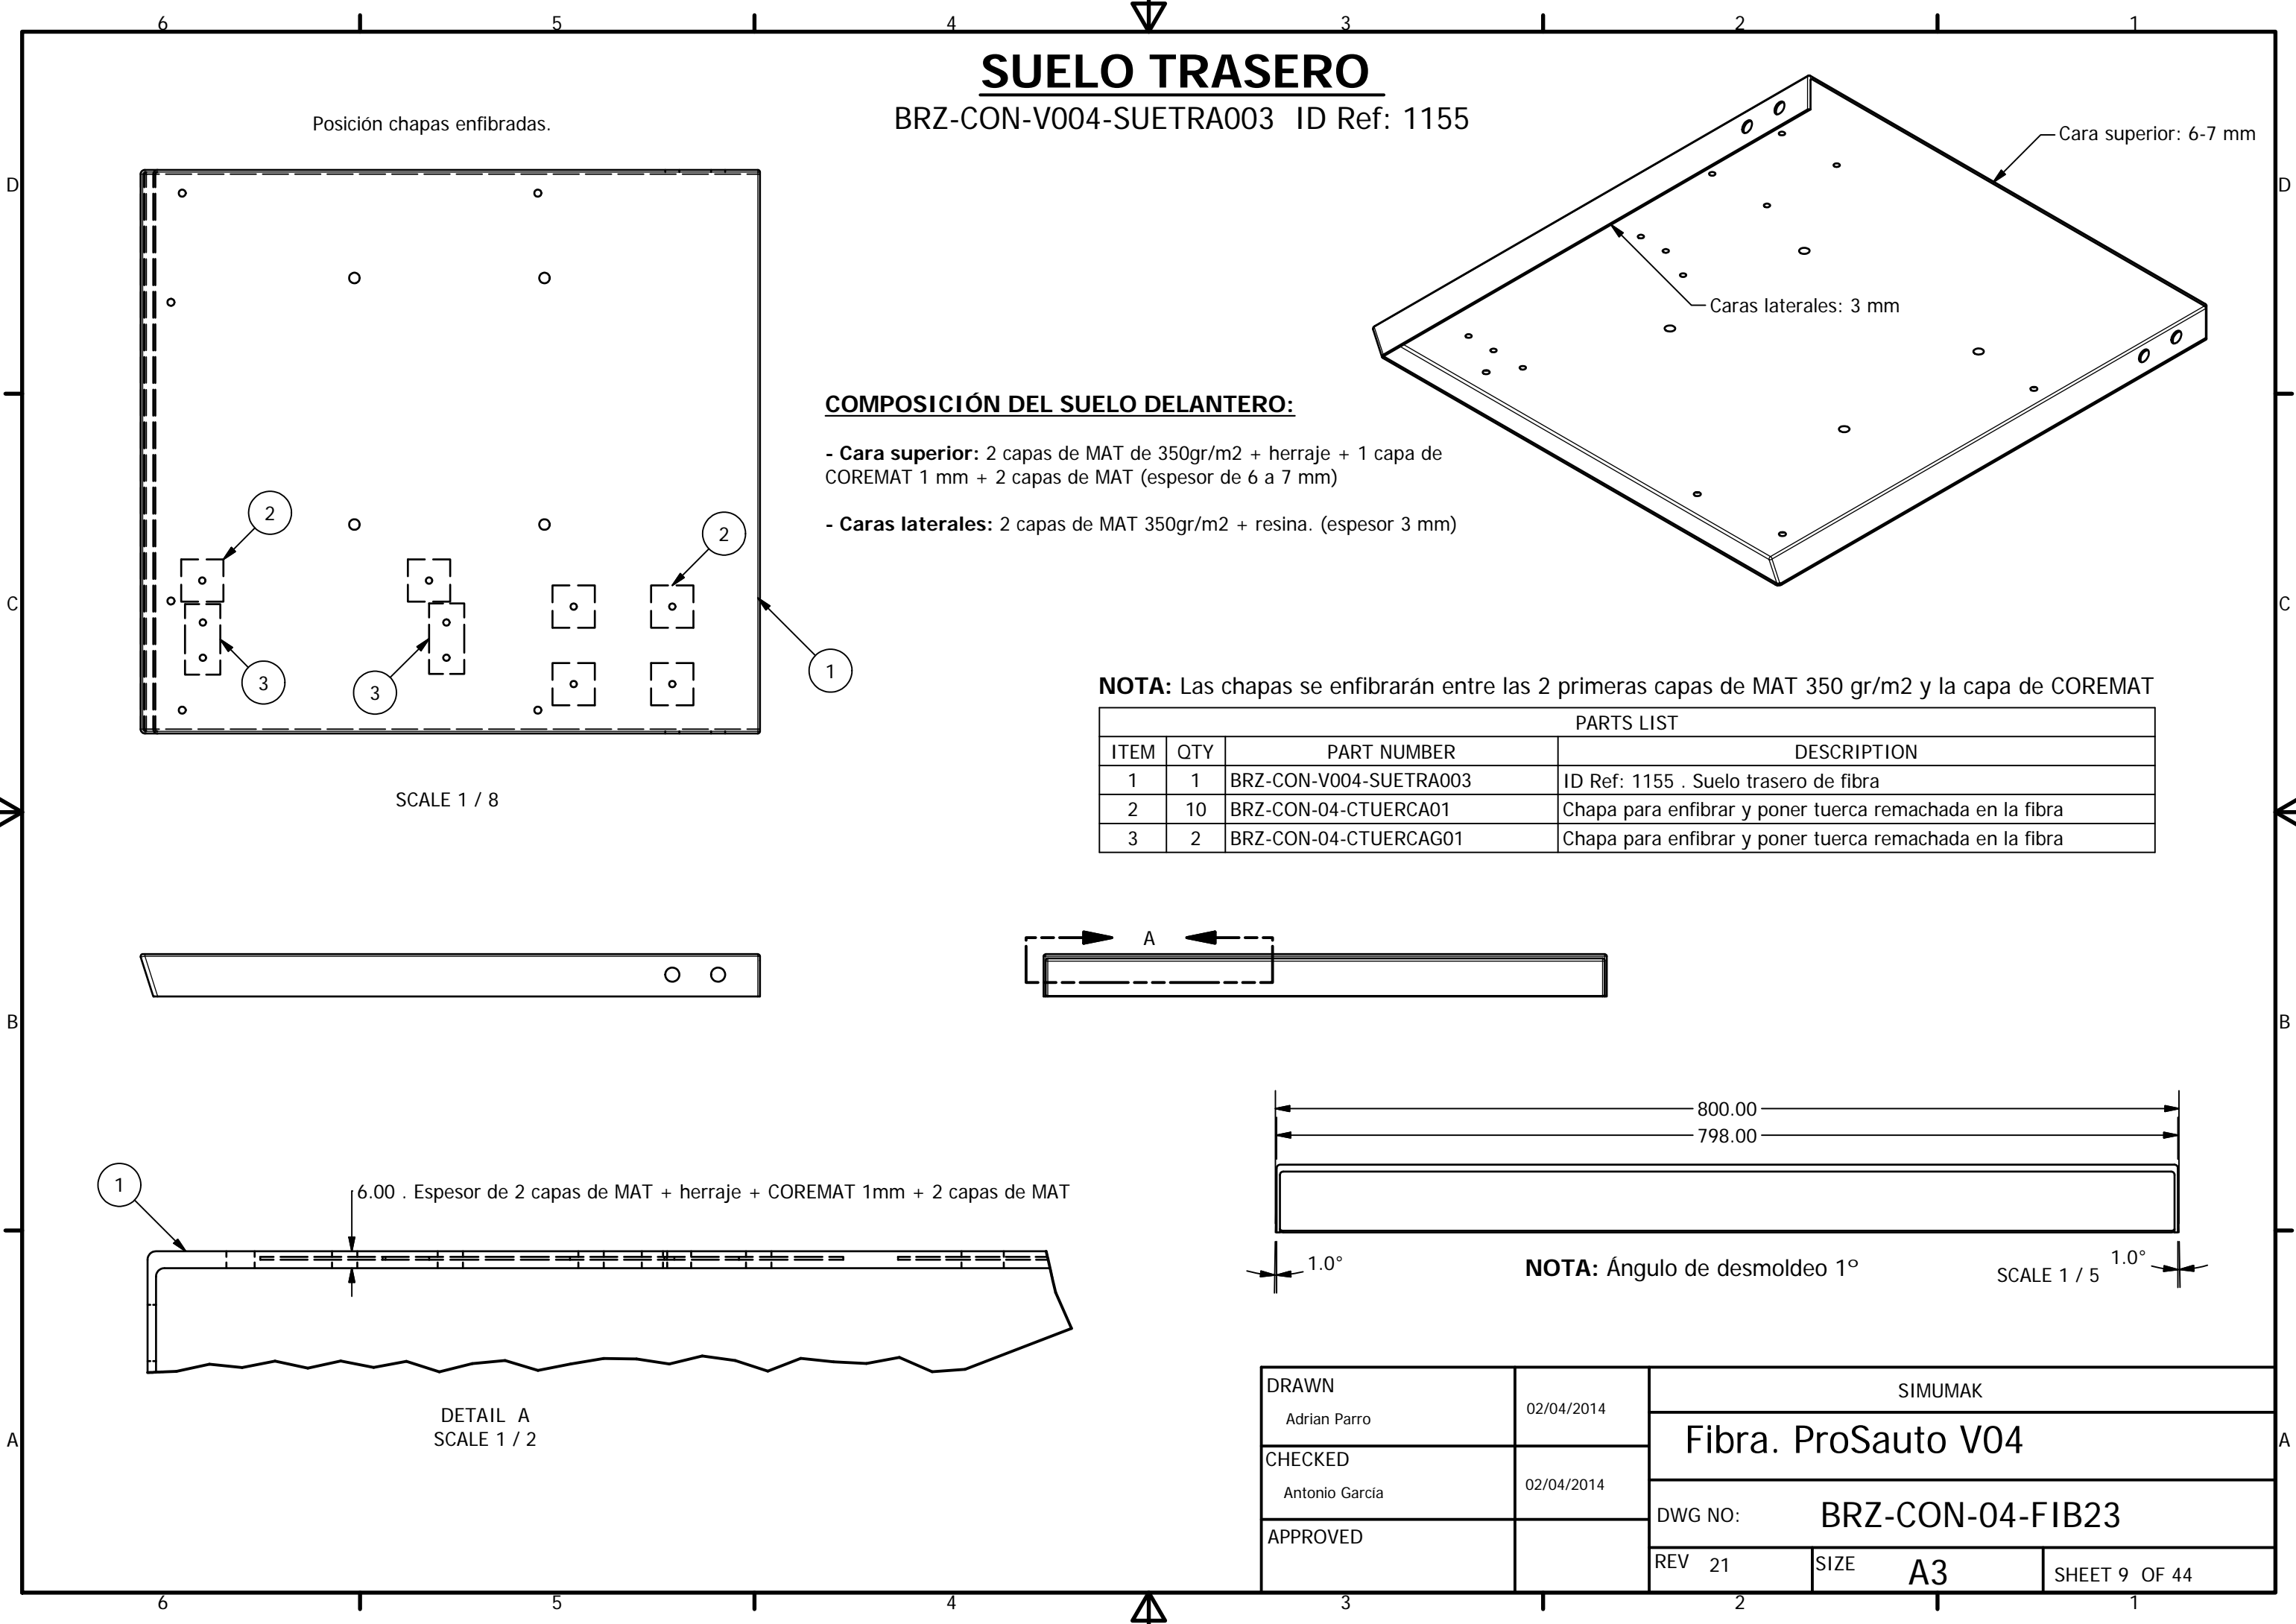 6 5 4 3 2 1
SUELO TRASERO
BRZ-CON-V004-SUETRA003 ID Ref: 1155
Posición chapas enfibradas.
Cara superior: 6-7 mm
D D
Caras laterales: 3 mm
COMPOSICIÓN DEL SUELO DELANTERO:
- Cara superior: 2 capas de MAT de 350gr/m2 + herraje + 1 capa de
COREMAT 1 mm + 2 capas de MAT (espesor de 6 a 7 mm)
- Caras laterales: 2 capas de MAT 350gr/m2 + resina. (espesor 3 mm)
2
2
C C
3
3
1
SCALE 1 / 8
NOTA: Las chapas se enfibrarán entre las 2 primeras capas de MAT 350 gr/m2 y la capa de COREMAT
PARTS LIST
ITEM QTY PART NUMBER DESCRIPTION
1 1 BRZ-CON-V004-SUETRA003 ID Ref: 1155 . Suelo trasero de fibra
2 10 BRZ-CON-04-CTUERCA01 Chapa para enfibrar y poner tuerca remachada en la fibra
3 2 BRZ-CON-04-CTUERCAG01 Chapa para enfibrar y poner tuerca remachada en la fibra
A
B B
800.00
798.00
1
6.00 . Espesor de 2 capas de MAT + herraje + COREMAT 1mm + 2 capas de MAT
1.0°
NOTA: Ángulo de desmoldeo 1º
SCALE 1 / 5
1.0°
DETAIL A
SCALE 1 / 2
A A
DRAWN
Adrian Parro
02/04/2014
CHECKED
Antonio García
02/04/2014
APPROVED
SIMUMAK
Fibra. ProSauto V04
DWG NO: BRZ-CON-04-FIB23
REV 21 SIZE A3 SHEET 9 OF 44
6 5 4 3 2 1